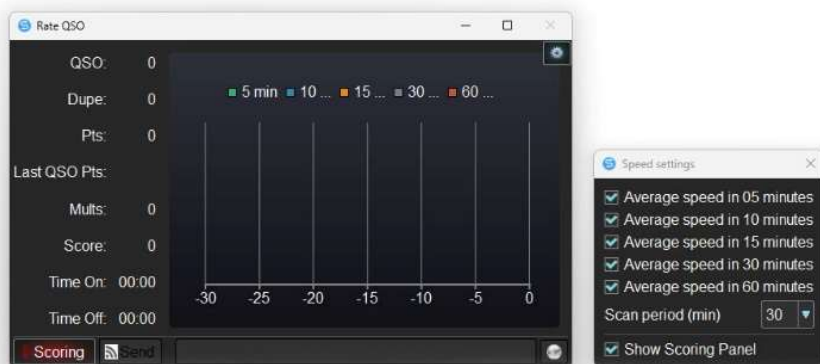 Rate QSO
QSO: 0
Dupe: 0
Pts: 0
Last QSO Pts:
Mults: 0
Score: 0
Time On: 00:00
Time Off: 00:00
Scoring Send
5 min 10 ... 15 ... 30 ... 60 ...
-30 -25 -20 -15 -10 -5 0
Speed settings
Average speed in 05 minutes
Average speed in 10 minutes
Average speed in 15 minutes
Average speed in 30 minutes
Average speed in 60 minutes
Scan period (min) 30
Show Scoring Panel